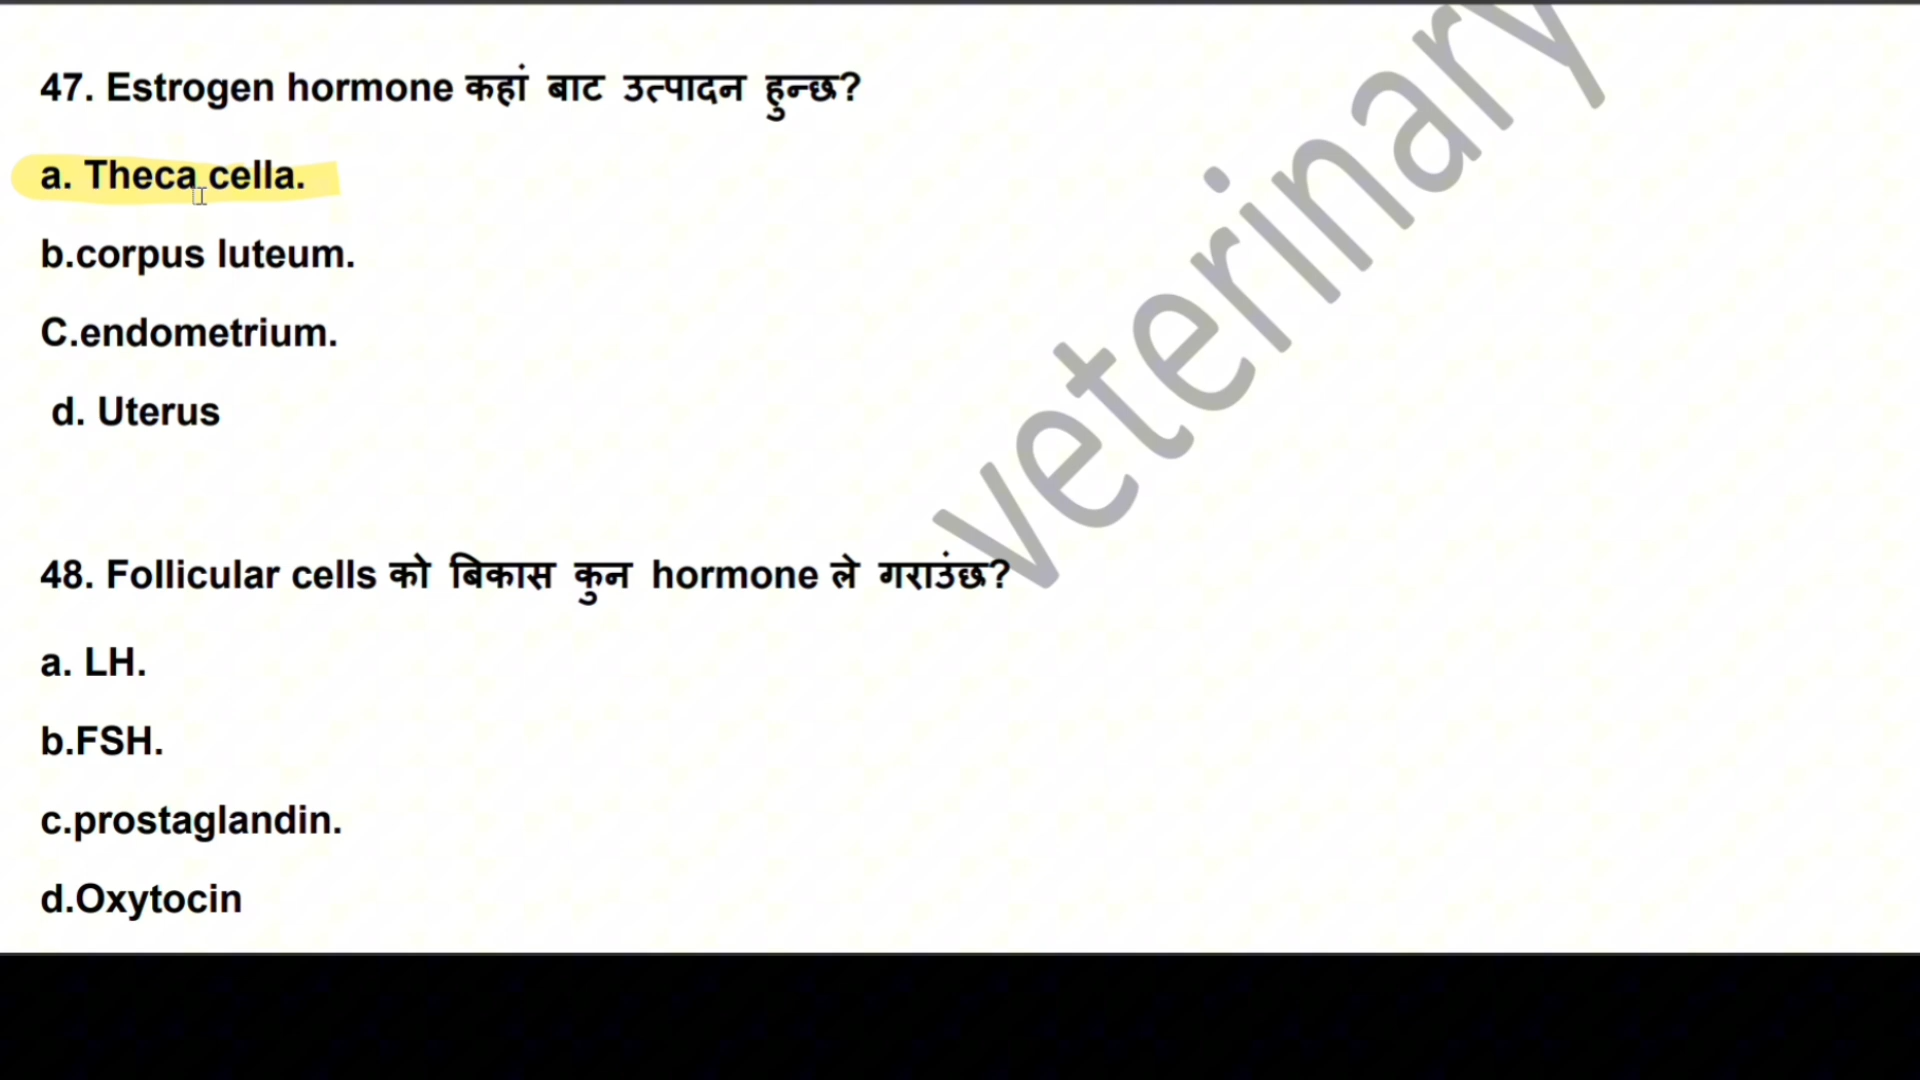 47. Estrogen hormone कहां बाट उत्पादन हुन्छ?
a. Theca cella.
b.corpus luteum.
C.endometrium.
d. Uterus
veterinary
48. Follicular cells को बिकास कुन hormone ले गराउंछ?
a. LH.
b.FSH.
c.prostaglandin.
d.Oxytocin